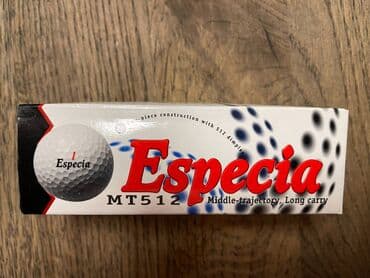 piece construction with 512 dimples
1
Especia
Especia
MT512
Middle-trajectory, Long carry